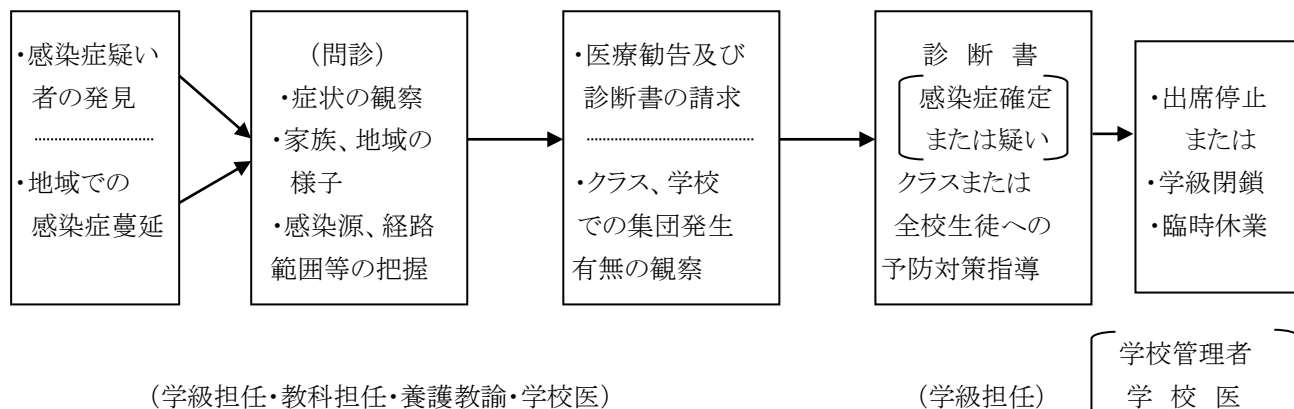 ・感染症疑い
者の発見
・地域での
感染症蔓延
(問診)
・症状の観察
・家族、地域の
様子
・感染源、経路
範囲等の把握
・医療勧告及び
診断書の請求
・クラス、学校
での集団発生
有無の観察
診 断 書
感染症確定
または疑い
クラスまたは
全校生徒への
予防対策指導
・出席停止
または
・学級閉鎖
・臨時休業
(学級担任・教科担任・養護教諭・学校医)
(学級担任)
学校管理者
学 校 医